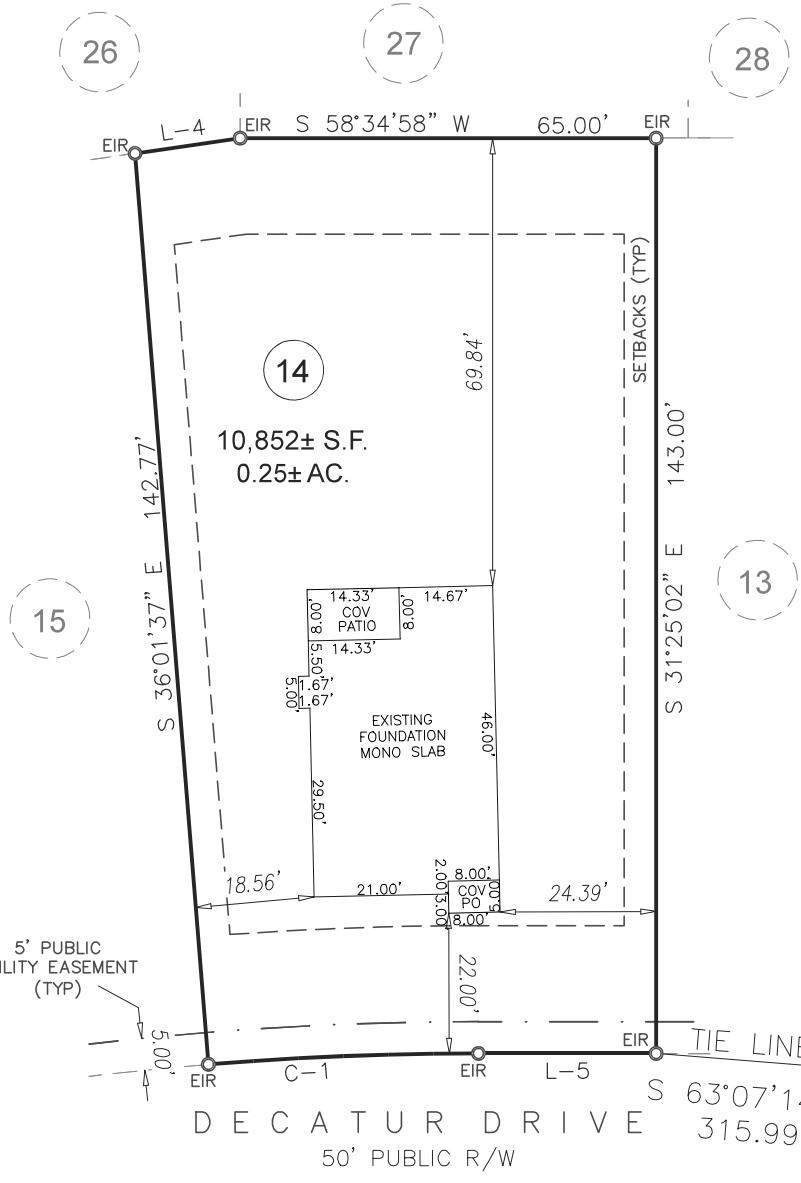 26
27
28
L-4
EIR
EIR
S 58°34'58" W
65.00'
EIR
SETBACKS (TYP)
69.84'
14
10,852± S.F.
0.25± AC.
S 36°01'37" E 142.77'
S 31°25'02" E 143.00'
15
13
14.33'
14.67'
8.00'
COV
PATIO
8.00'
14.33'
5.50'
1.67'
5.00'
1.67'
EXISTING
FOUNDATION
MONO SLAB
46.00'
29.50'
18.56'
21.00'
2.00'
8.00'
COV
PO
3.00'
8.00'
24.39'
22.00'
5' PUBLIC
ILITY EASEMENT
(TYP)
5.00'
EIR
C-1
EIR
L-5
EIR
TIE LINE
S 63°07'14
315.99
DECATUR DRIVE
50' PUBLIC R/W